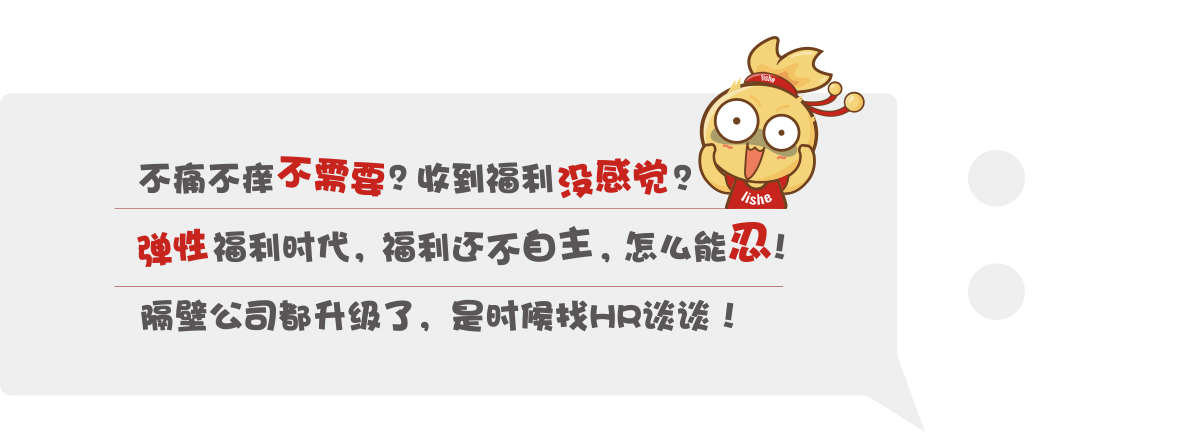 lishe
不痛不痒不需要?收到福利没感觉?
lishe
弹性福利时代，福利还不自主，怎么能忍!
隔壁公司都升级了，是时候找HR谈谈！